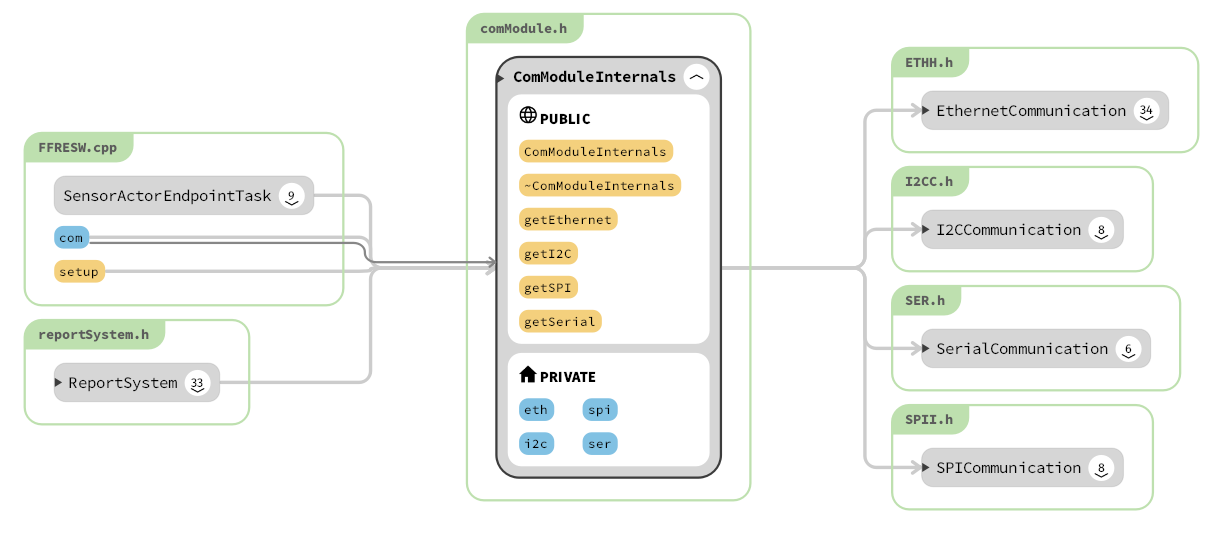 FFRESW.cpp
SensorActorEndpointTask 9
com
setup
reportSystem.h
ReportSystem 33
comModule.h
ComModuleInternals
PUBLIC
ComModuleInternals
~ComModuleInternals
getEthernet
getI2C
getSPI
getSerial
PRIVATE
eth spi
i2c ser
ETHH.h
EthernetCommunication 34
I2CC.h
I2CCommunication 8
SER.h
SerialCommunication 6
SPII.h
SPICommunication 8